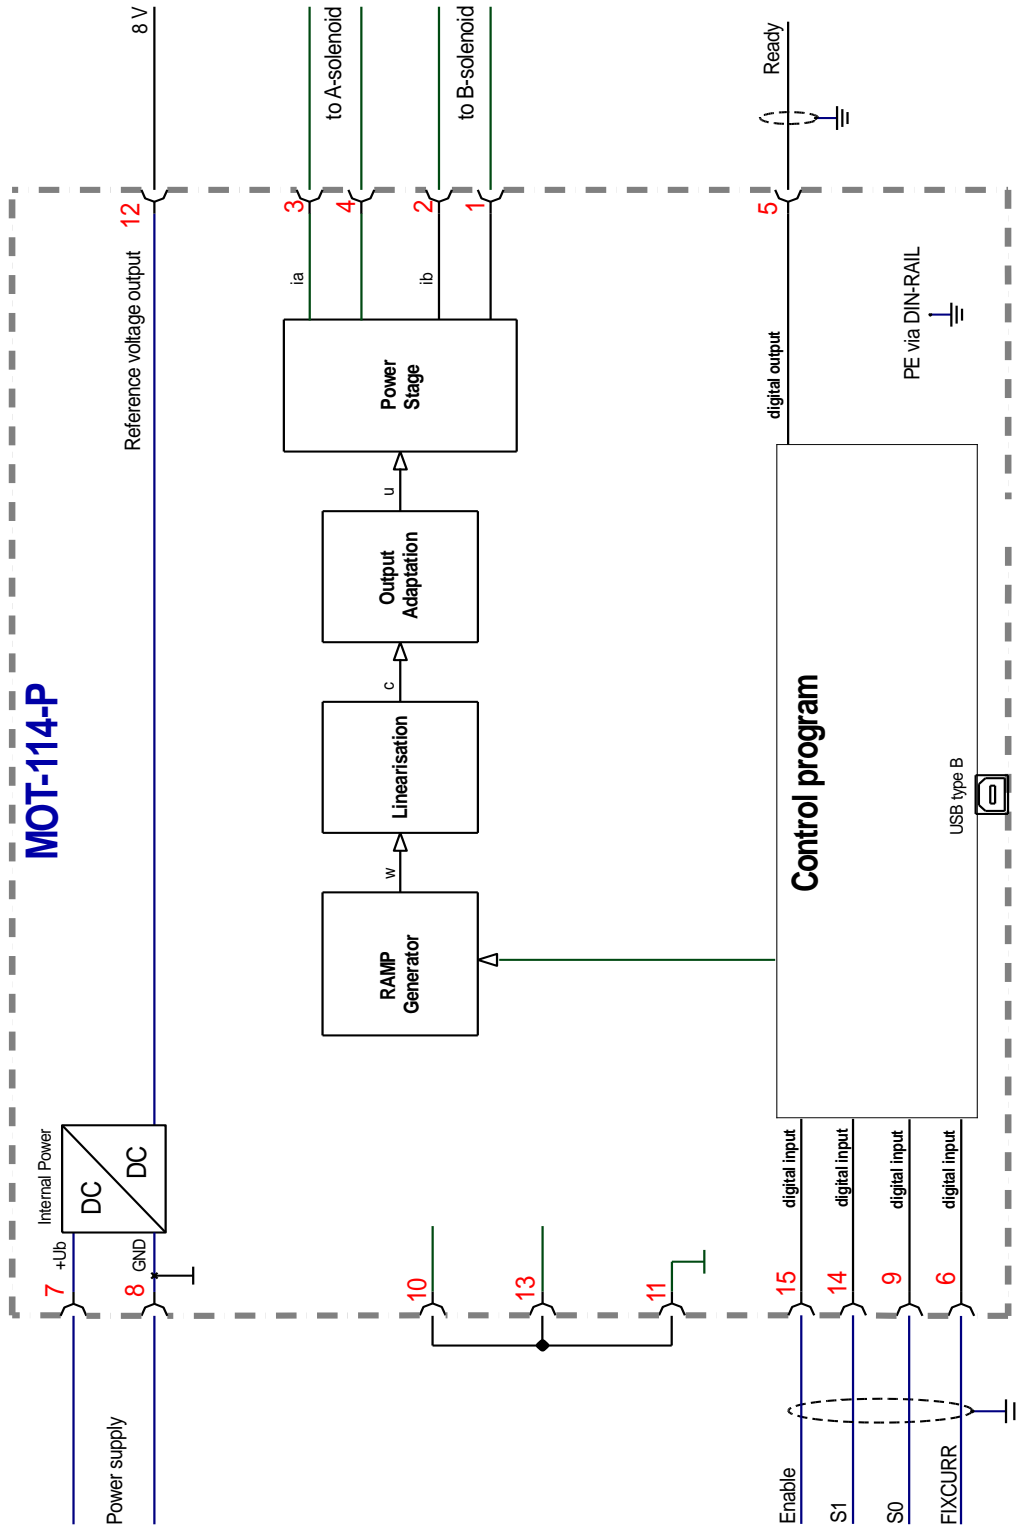 MOT-114-P
Power supply
7
+Ub
8
GND
Internal Power
DC
DC
Reference voltage output
12
8 V
10
13
11
RAMP
Generator
w
Linearisation
c
Output
Adaptation
u
Power
Stage
ia
ib
3
4
to A-solenoid
2
1
to B-solenoid
Enable
15
digital input
S1
14
digital input
S0
9
digital input
FIXCURR
6
digital input
Control program
USB type B
digital output
5
Ready
PE via DIN-RAIL